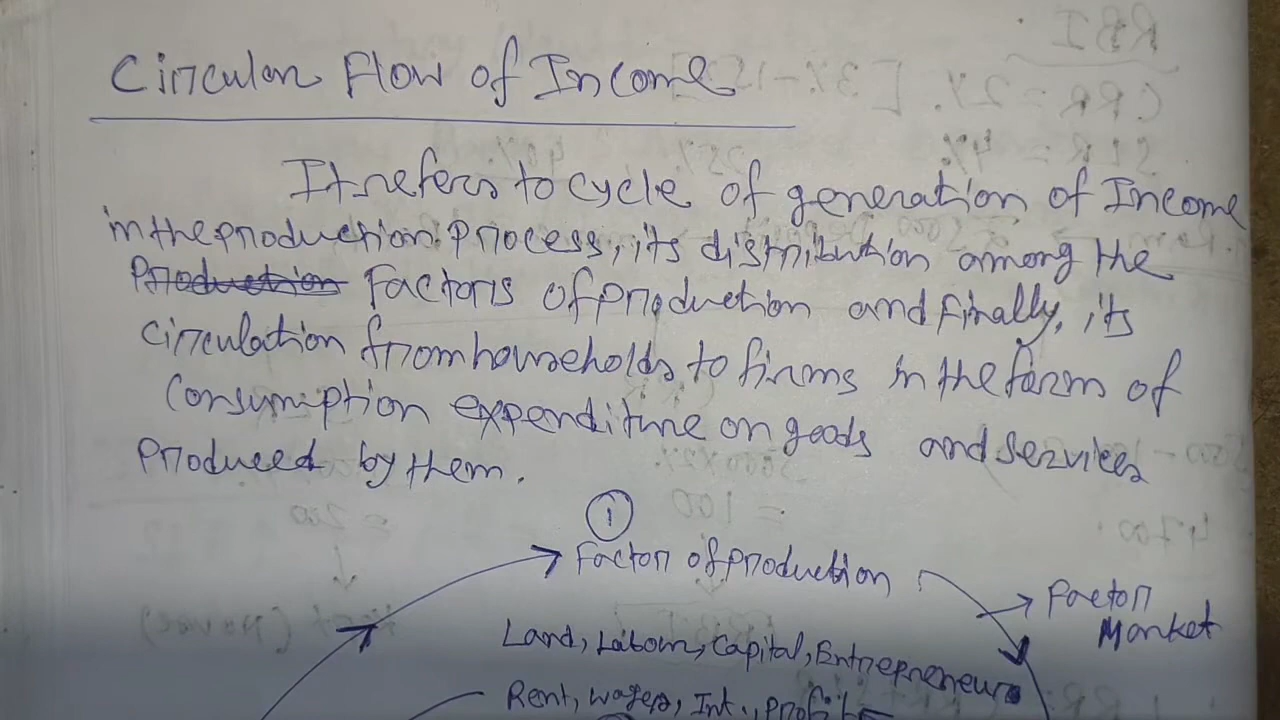 Circular Flow of Income
It refers to cycle of generation of Income
in the production process, its distribution among the
Production Factors of production and finally, its
circulation from households to firms in the form of
Consumption expenditure on goods and services
Produced by them.
1
Factor of production
Factor
Market
Land, Labour, Capital, Entrepreneur
Rent, wages, Int., Profit